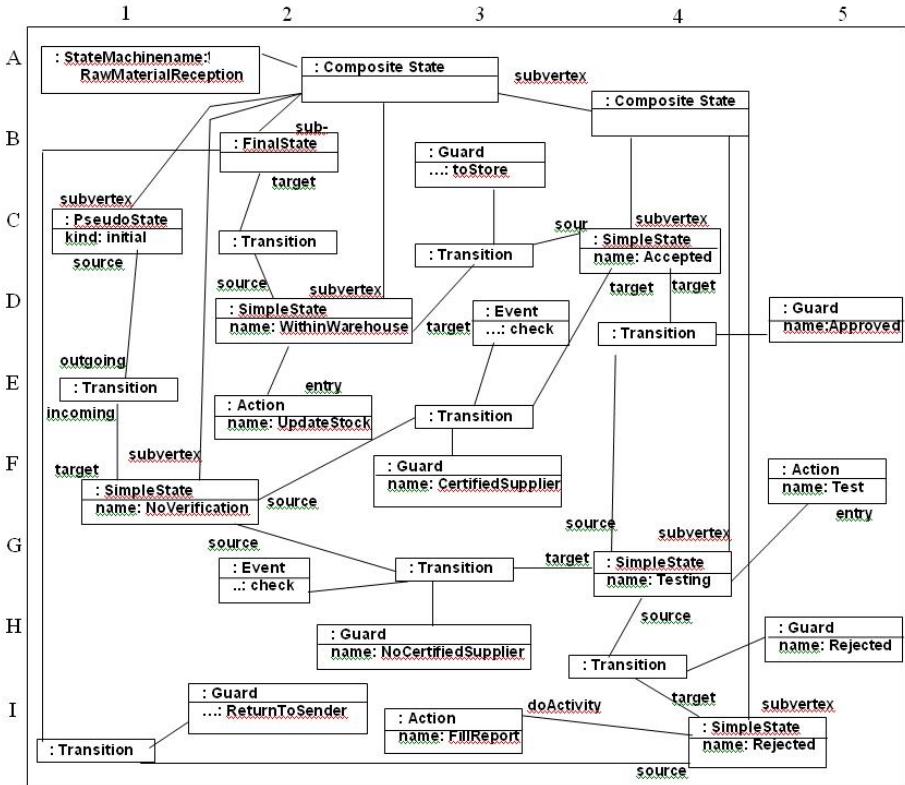 1 2 3 4 5
A
: StateMachinename:!
RawMaterialReception
: Composite State
subvertex
: Composite State
B
sub-
: FinalState
target
: Guard
...: toStore
C
subvertex
: PseudoState
kind: initial
source
: Transition
: Transition
sour
subvertex
: SimpleState
name: Accepted
D
source
subvertex
: SimpleState
name: WithinWarehouse
target
: Event
...: check
target
target
: Transition
: Guard
name:Approved
E
outgoing
: Transition
incoming
entry
: Action
name: UpdateStock
: Transition
F
target
subvertex
: SimpleState
name: NoVerification
source
: Guard
name: CertifiedSupplier
: Action
name: Test
entry
G
source
: Event
..: check
: Transition
target
source
subvertex
: SimpleState
name: Testing
H
: Guard
name: NoCertifiedSupplier
source
: Transition
: Guard
name: Rejected
I
: Guard
...: ReturnToSender
: Transition
doActivity
: Action
name: FillReport
target
subvertex
: SimpleState
name: Rejected
source